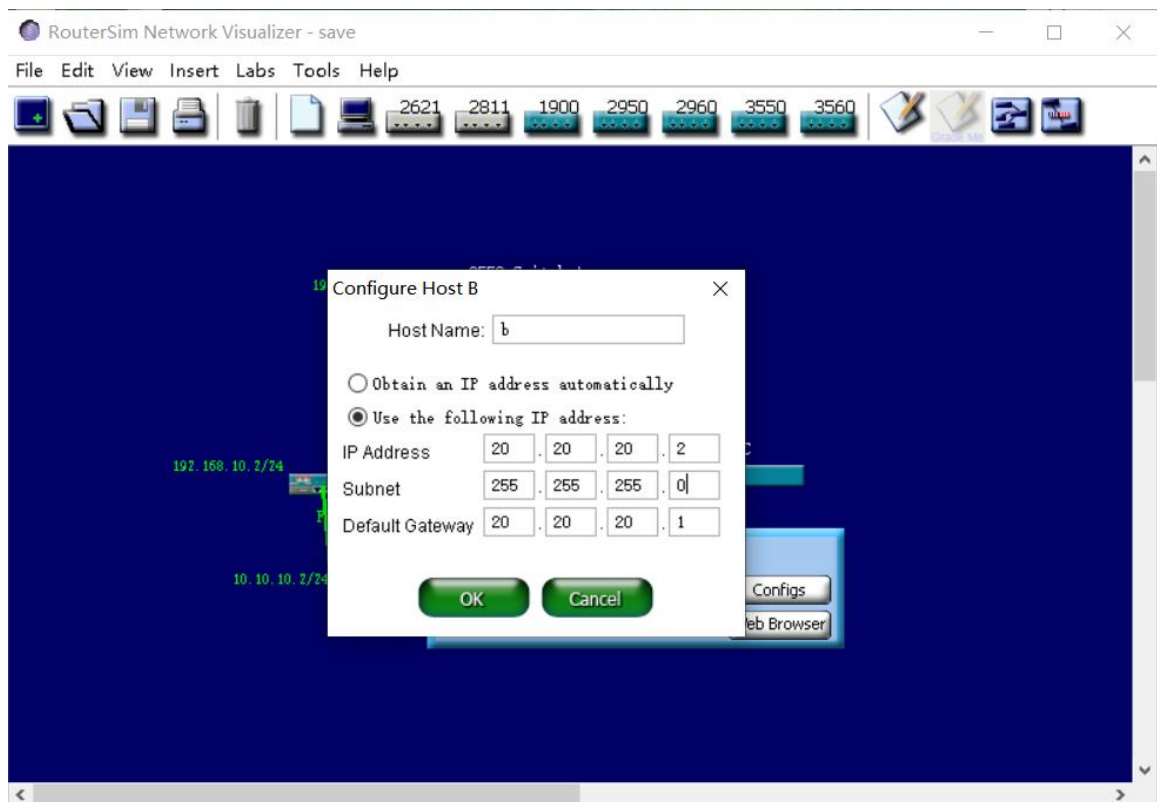 RouterSim Network Visualizer - save
File Edit View Insert Labs Tools Help
2621 2811 1900 2950 2960 3550 3560
Grade Me
Configure Host B
Host Name: b
Obtain an IP address automatically
Use the following IP address:
IP Address 20 . 20 . 20 . 2
192.168.10.2/24
Subnet 255 . 255 . 255 . 0
Default Gateway 20 . 20 . 20 . 1
10.10.10.2/24
OK Cancel
Configs
Web Browser